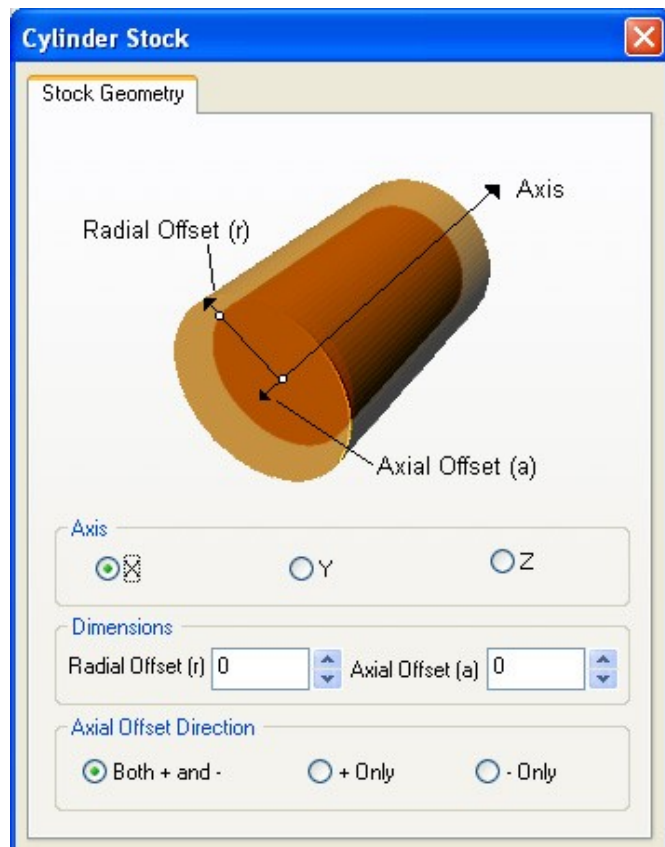 Cylinder Stock
Stock Geometry
Axis
Radial Offset (r)
Axial Offset (a)
Axis
X Y Z
Dimensions
Radial Offset (r) 0 Axial Offset (a) 0
Axial Offset Direction
Both + and - + Only - Only